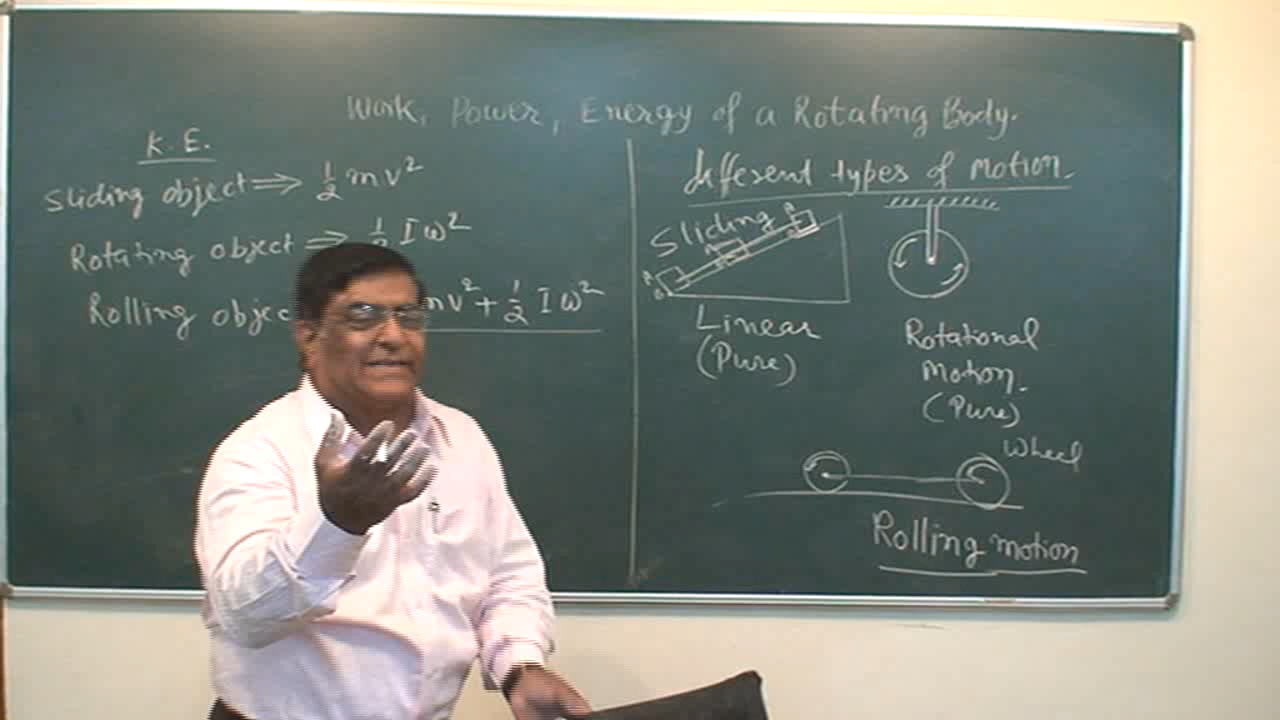 Work, Power, Energy of a Rotating Body.
K.E.
Sliding object ⇒ ½ mv²
Rotating object ⇒ ½ Iω²
Rolling objec mv² + ½ Iω²
different types of Motion.
Sliding
Linear
(Pure)
Rotational
Motion.
(Pure)
Wheel
Rolling motion